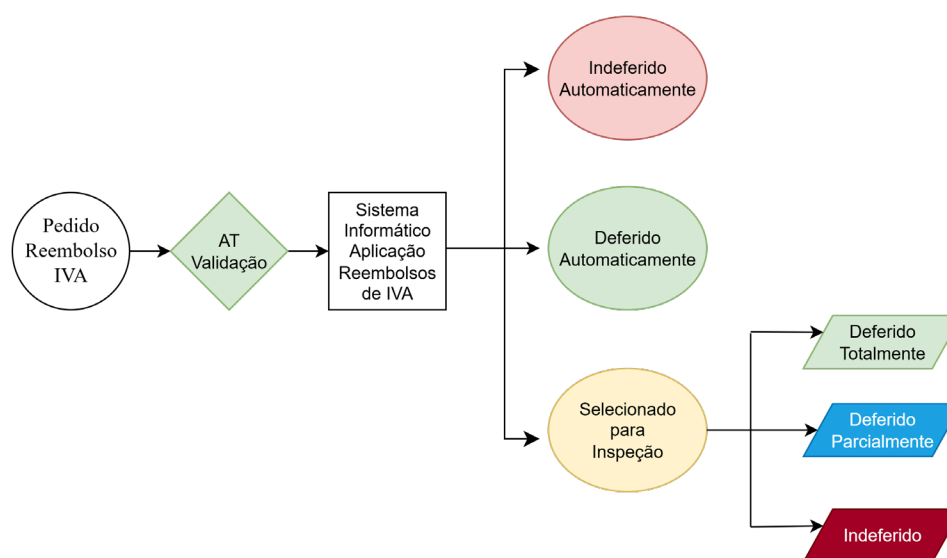 Pedido
Reembolso
IVA
AT
Validação
Sistema
Informático
Aplicação
Reembolsos
de IVA
Indeferido
Automaticamente
Deferido
Automaticamente
Selecionado
para
Inspeção
Deferido
Totalmente
Deferido
Parcialmente
Indeferido